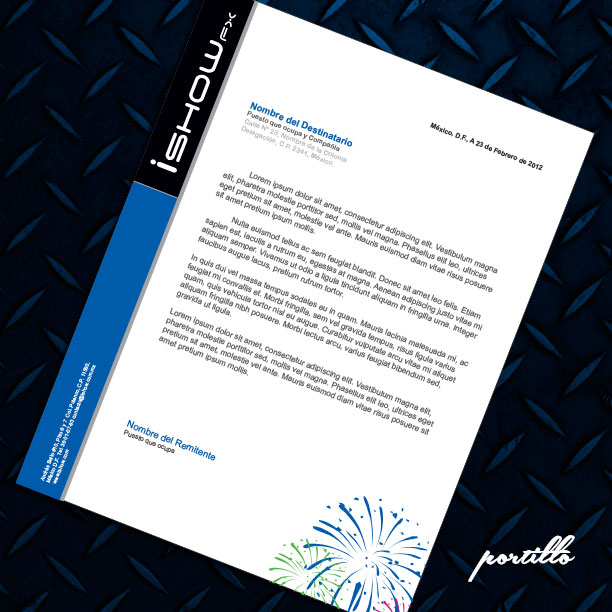 iSHOWFX
México, D.F., A 23 de Febrero de 2012
Nombre del Destinatario
Puesto que ocupa y Compañía
Calle Nº 25, Nombre de la Colonia
Delegación, C.P. 2341, México.
Lorem ipsum dolor sit amet, consectetur adipiscing elit. Vestibulum magna
elit, pharetra molestie porttitor sed, mollis vel magna. Phasellus elit leo, ultrices
eget pretium sit amet, molestie vel ante. Mauris euismod diam vitae risus posuere
sit amet pretium ipsum mollis.
Nulla euismod tellus ac sem feugiat blandit. Donec sit amet leo felis. Etiam
sapien est, iaculis a rutrum eu, egestas at magna. Aenean adipiscing justo vitae mi
aliquam semper. Vivamus ut odio a ligula tincidunt aliquam in fringilla urna. Integer
faucibus augue lacus, pretium rutrum tortor.
In quis dui vel massa tempus sodales eu in quam. Mauris lacinia malesuada mi, ac
feugiat mi convallis et. Morbi fringilla, sem vel gravida tempus, risus ligula varius
quam, quis vehicula tortor nisl eu augue. Curabitur vulputate arcu vitae mi aliquet
aliquam fringilla nibh posuere. Morbi lectus arcu, varius feugiat bibendum sed,
gravida ut ligula.
Lorem ipsum dolor sit amet, consectetur adipiscing elit. Vestibulum magna elit,
pharetra molestie porttitor sed, mollis vel magna. Phasellus elit leo, ultrices eget
pretium sit amet, molestie vel ante. Mauris euismod diam vitae risus posuere sit
amet pretium ipsum mollis.
Nombre del Remitente
Puesto que ocupa
portillo